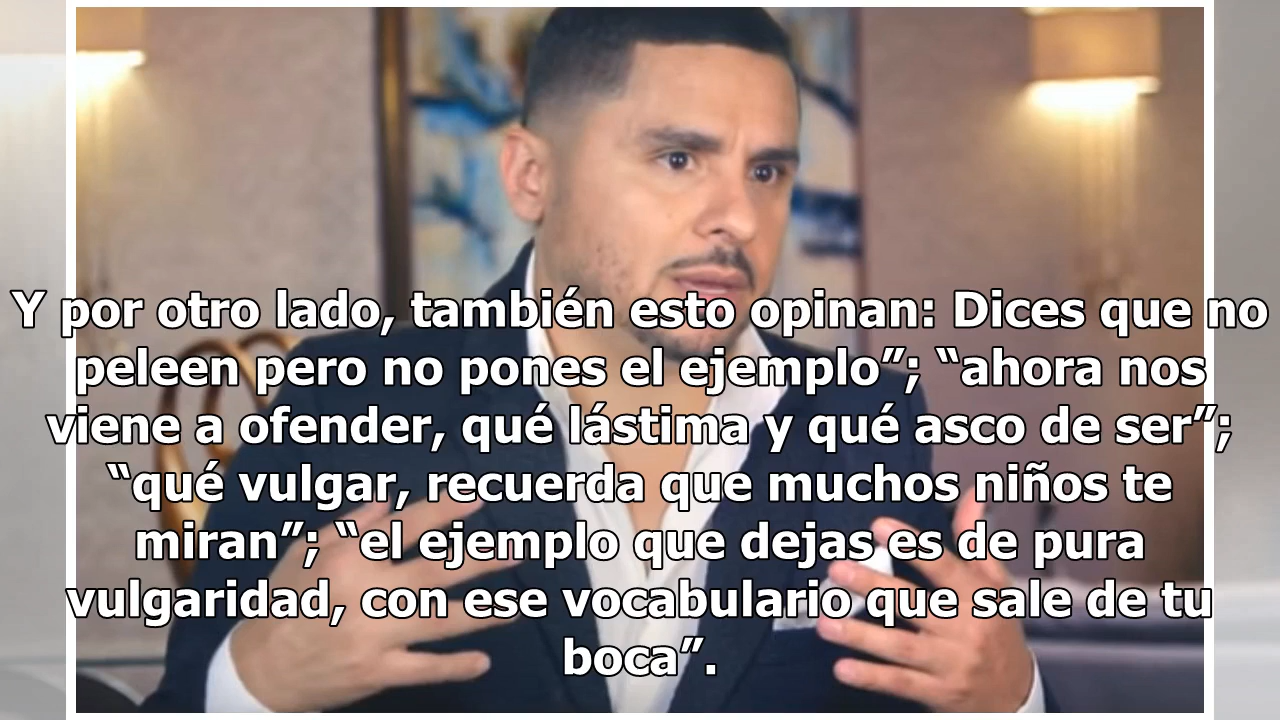 Y por otro lado, también esto opinan: Dices que no
peleen pero no pones el ejemplo”; “ahora nos
viene a ofender, qué lástima y qué asco de ser”;
“qué vulgar, recuerda que muchos niños te
miran”; “el ejemplo que dejas es de pura
vulgaridad, con ese vocabulario que sale de tu
boca”.